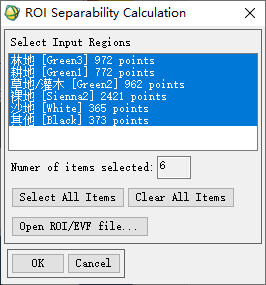 ROI Separability Calculation
Select Input Regions
林地 [Green3] 972 points
耕地 [Green1] 772 points
草地/灌木 [Green2] 962 points
裸地 [Sienna2] 2421 points
沙地 [White] 365 points
其他 [Black] 373 points
Numer of items selected: 6
Select All Items Clear All Items
Open ROI/EVF file...
OK Cancel